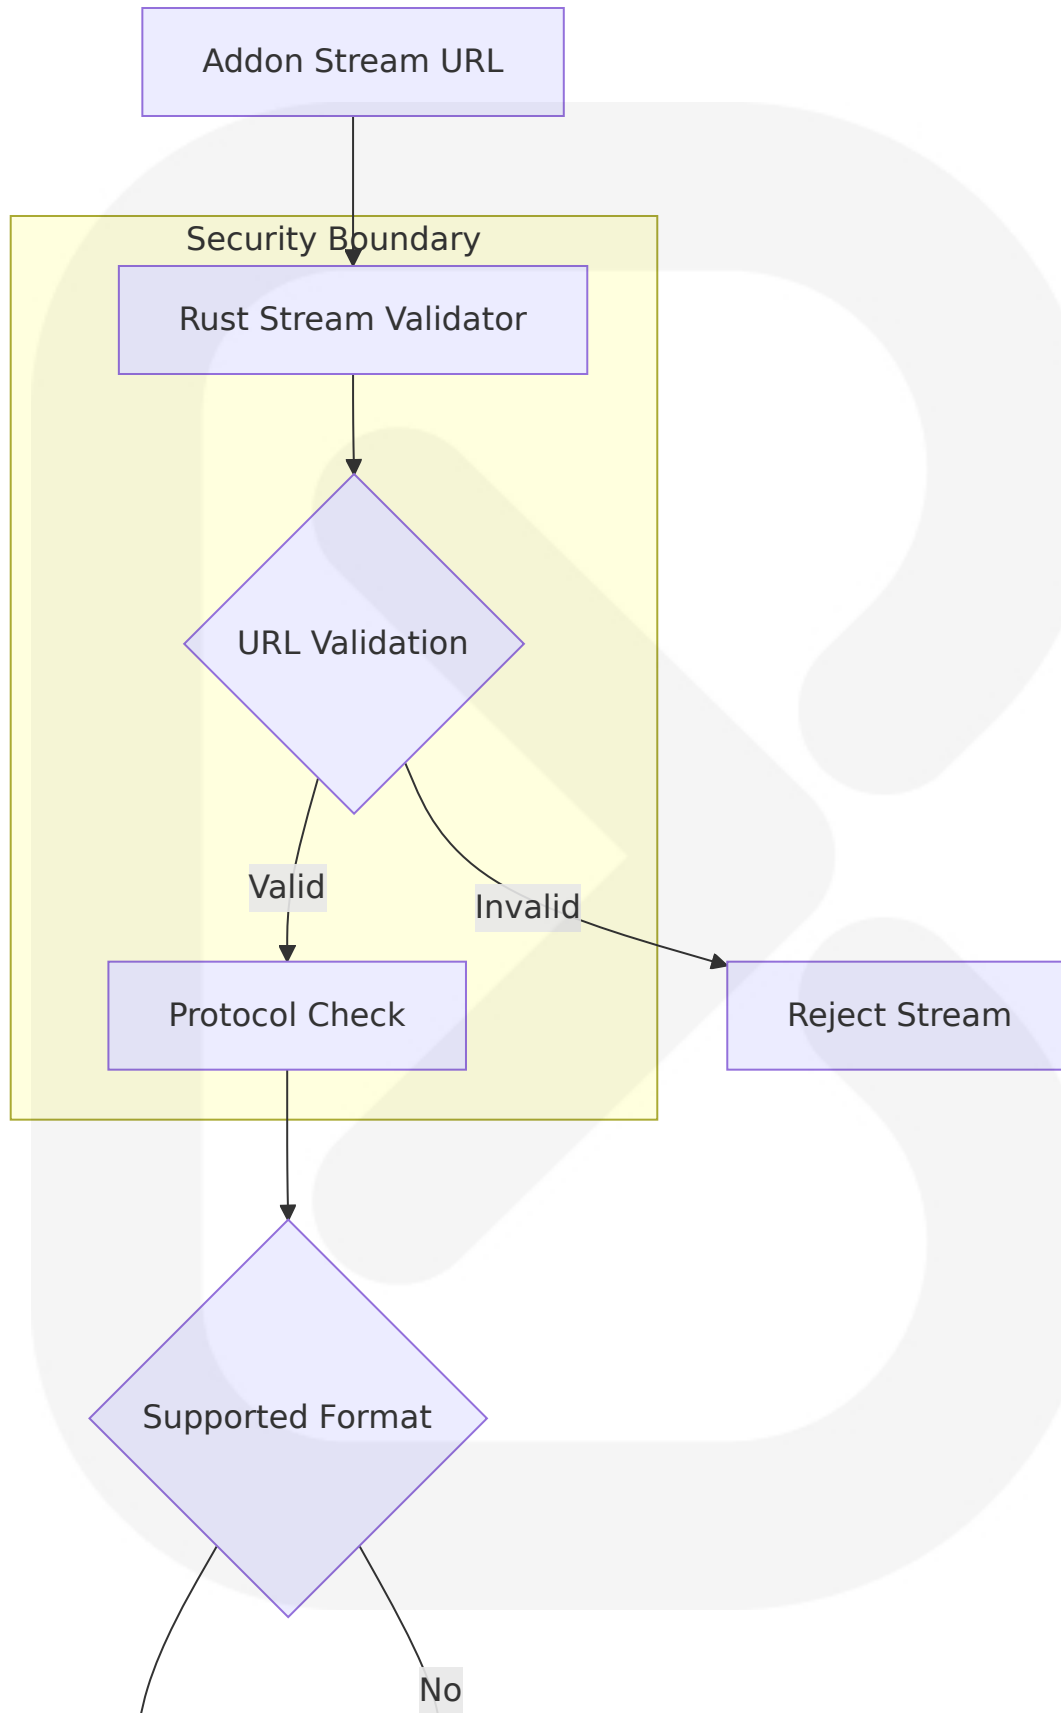 Addon Stream URL
Security Boundary
Rust Stream Validator
URL Validation
Valid
Invalid
Protocol Check
Reject Stream
Supported Format
No